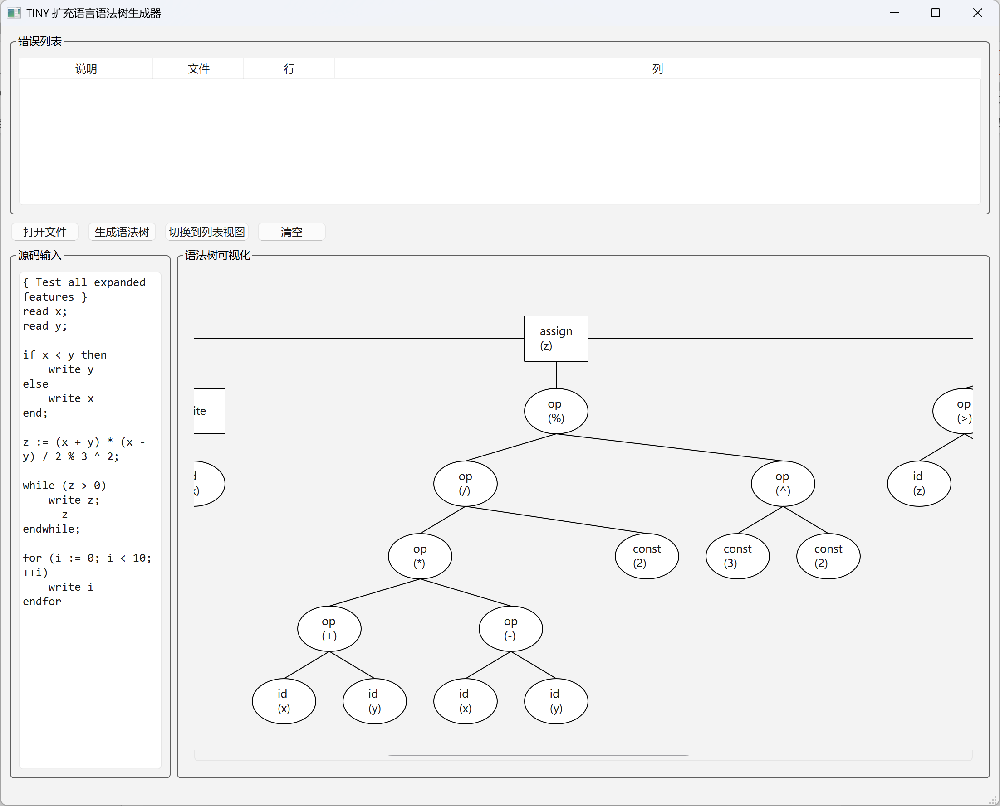 TINY 扩充语言语法树生成器
错误列表
说明 文件 行 列
打开文件 生成语法树 切换到列表视图 清空
源码输入
{ Test all expanded
features }
read x;
read y;
if x < y then
write y
else
write x
end;
z := (x + y) * (x -
y) / 2 % 3 ^ 2;
while (z > 0)
write z;
--z
endwhile;
for (i := 0; i < 10;
++i)
write i
endfor
语法树可视化
assign
(z)
ite
op
(%)
op
(>)
op
(/)
op
(^)
id
(z)
op
(*)
const
(2)
const
(3)
const
(2)
op
(+)
op
(-)
id
(x)
id
(y)
id
(x)
id
(y)